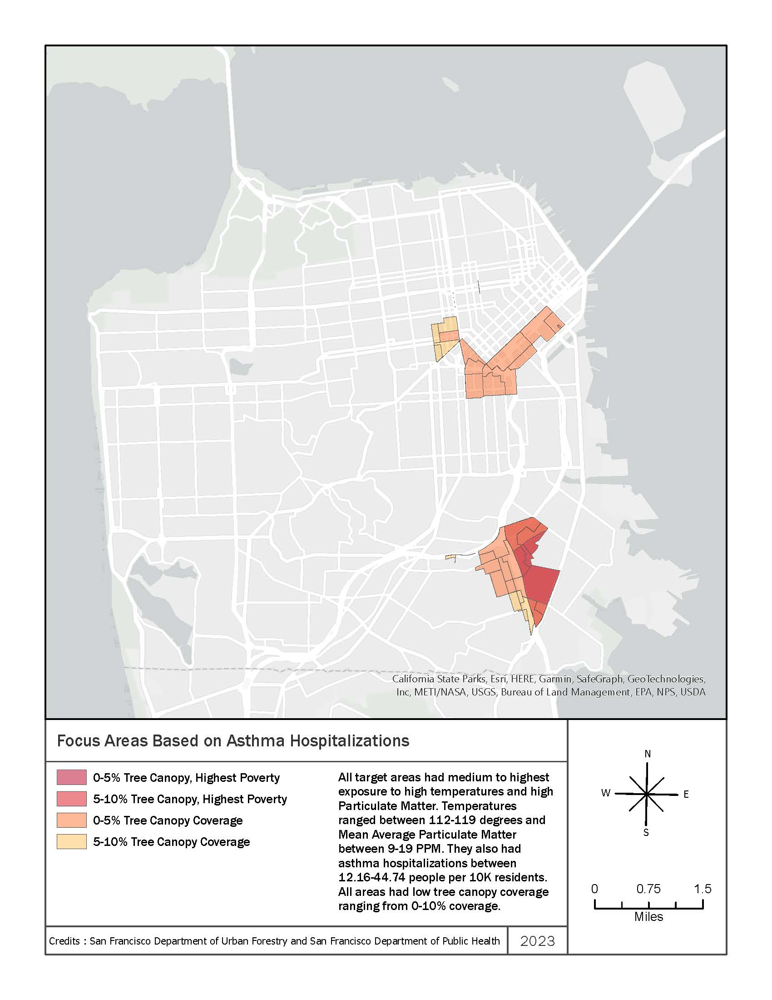 California State Parks, Esri, HERE, Garmin, SafeGraph, GeoTechnologies,
Inc, METI/NASA, USGS, Bureau of Land Management, EPA, NPS, USDA
Focus Areas Based on Asthma Hospitalizations
0-5% Tree Canopy, Highest Poverty
5-10% Tree Canopy, Highest Poverty
0-5% Tree Canopy Coverage
5-10% Tree Canopy Coverage
All target areas had medium to highest
exposure to high temperatures and high
Particulate Matter. Temperatures
ranged between 112-119 degrees and
Mean Average Particulate Matter
between 9-19 PPM. They also had
asthma hospitalizations between
12.16-44.74 people per 10K residents.
All areas had low tree canopy coverage
ranging from 0-10% coverage.
N
W E
S
0 0.75 1.5
Miles
Credits : San Francisco Department of Urban Forestry and San Francisco Department of Public Health
2023